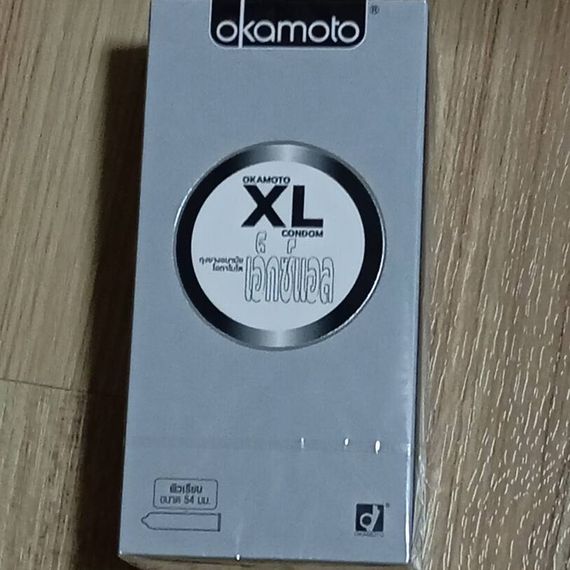 okamoto®
OKAMOTO
XL
CONDOM
ถุงยางอนามัย
โอกาโมโต
เอ็กซ์แอล
ผิวเรียบ
ขนาด 54 มม.
OKAMOTO